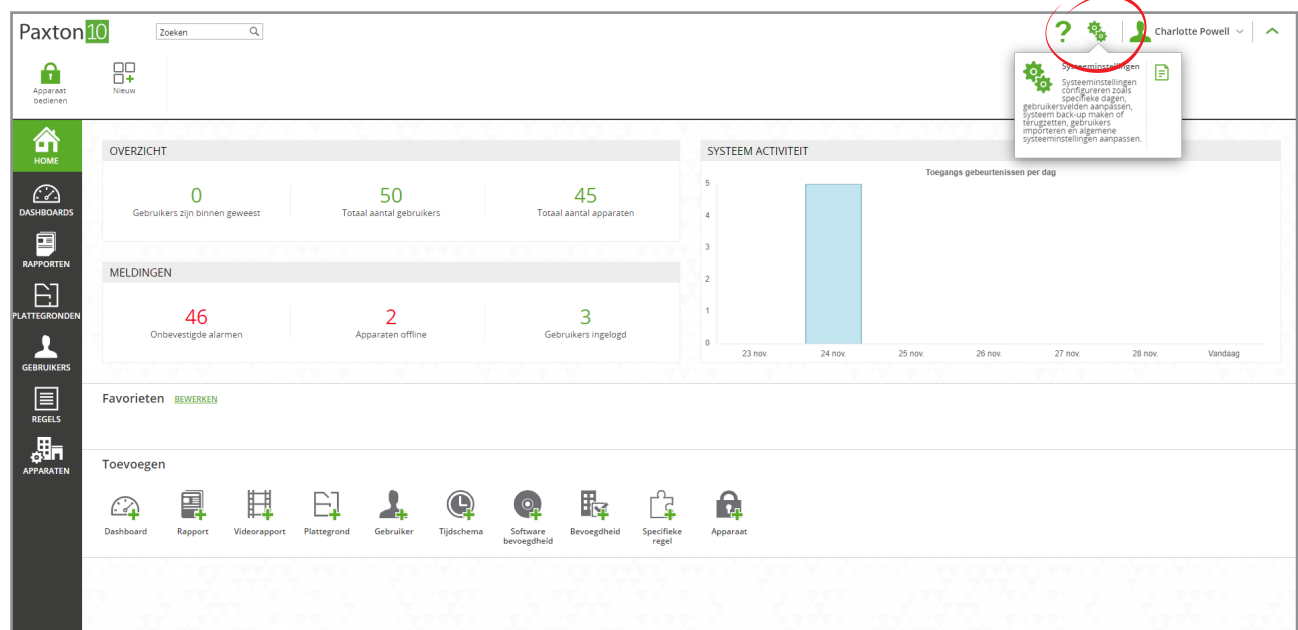 Paxton 10
Zoeken
?
Charlotte Powell
Apparaat
bedienen
Nieuw
Systeeminstellingen
Systeeminstellingen
configureren zoals
specifieke dagen,
gebruikersvelden aanpassen,
systeem back-up maken of
terugzetten, gebruikers
importeren en algemene
systeeminstellingen aanpassen.
HOME
DASHBOARDS
RAPPORTEN
PLATTEGRONDEN
GEBRUIKERS
REGELS
APPARATEN
OVERZICHT
0
Gebruikers zijn binnen geweest
50
Totaal aantal gebruikers
45
Totaal aantal apparaten
MELDINGEN
46
Onbevestigde alarmen
2
Apparaten offline
3
Gebruikers ingelogd
SYSTEEM ACTIVITEIT
Toegangs gebeurtenissen per dag
5
4
3
2
1
0
23 nov.
24 nov.
25 nov.
26 nov.
27 nov.
28 nov.
Vandaag
Favorieten BEWERKEN
Toevoegen
Dashboard
Rapport
Videorapport
Plattegrond
Gebruiker
Tijdschema
Software
bevoegdheid
Bevoegdheid
Specifieke
regel
Apparaat